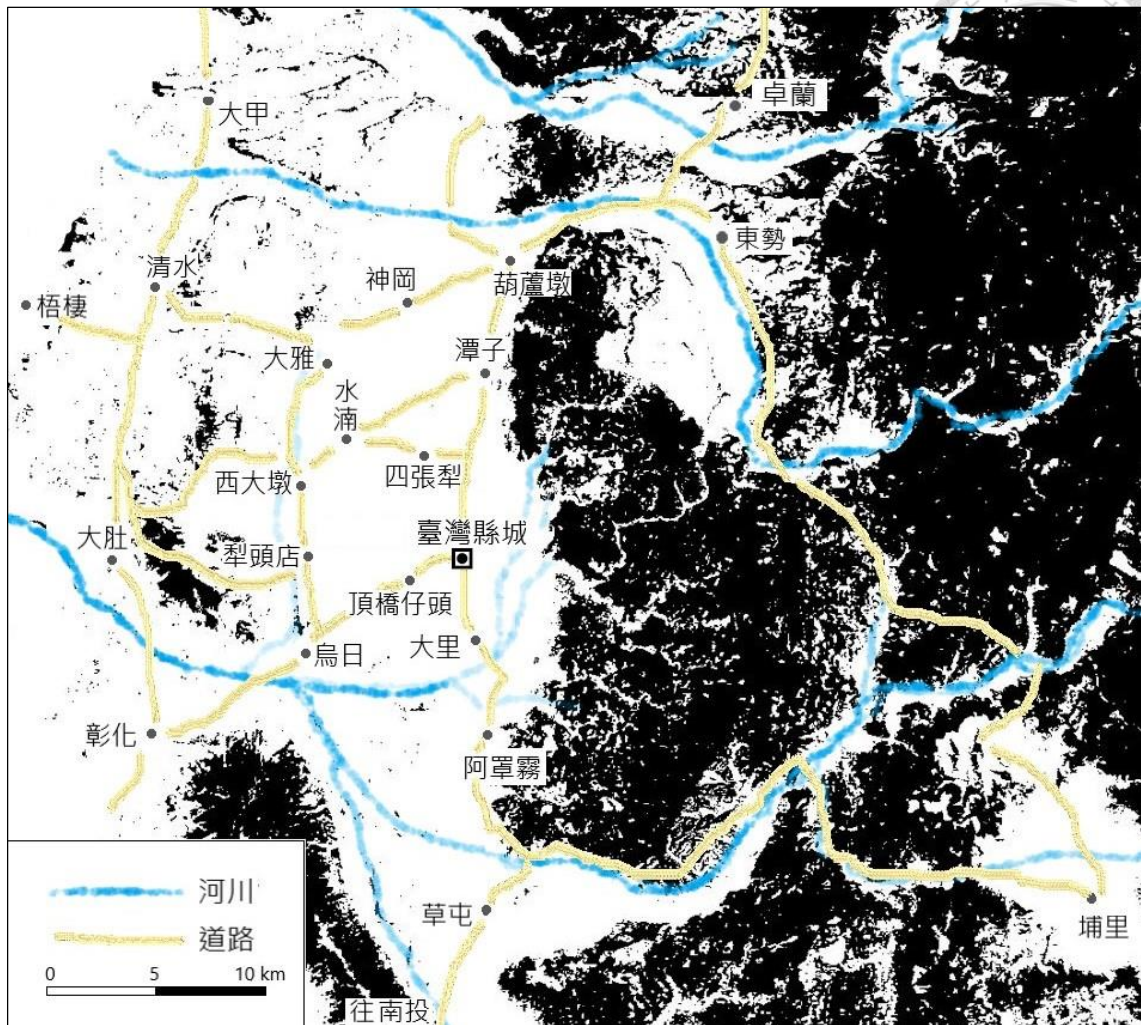 卓蘭
大甲
東勢
清水
神岡
葫蘆墩
梧棲
大雅
潭子
水
湳
四張犁
西大墩
臺灣縣城
大肚
犁頭店
頂橋仔頭
烏日
大里
彰化
阿罩霧
河川
道路
草屯
埔里
0 5 10 km
往南投